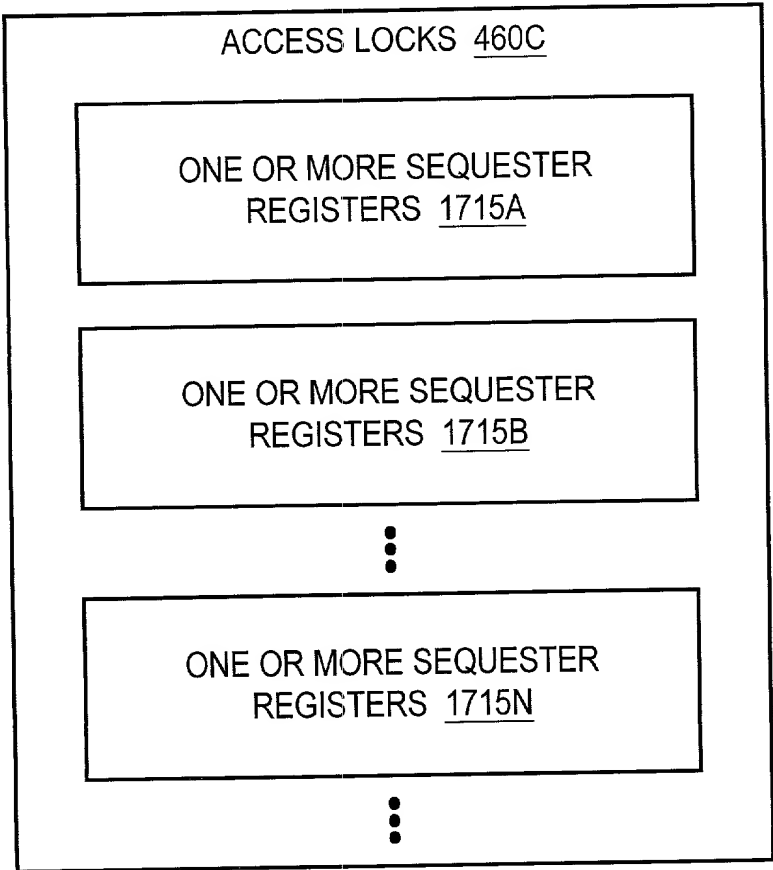 ACCESS LOCKS 460C
ONE OR MORE SEQUESTER
REGISTERS 1715A
ONE OR MORE SEQUESTER
REGISTERS 1715B
ONE OR MORE SEQUESTER
REGISTERS 1715N